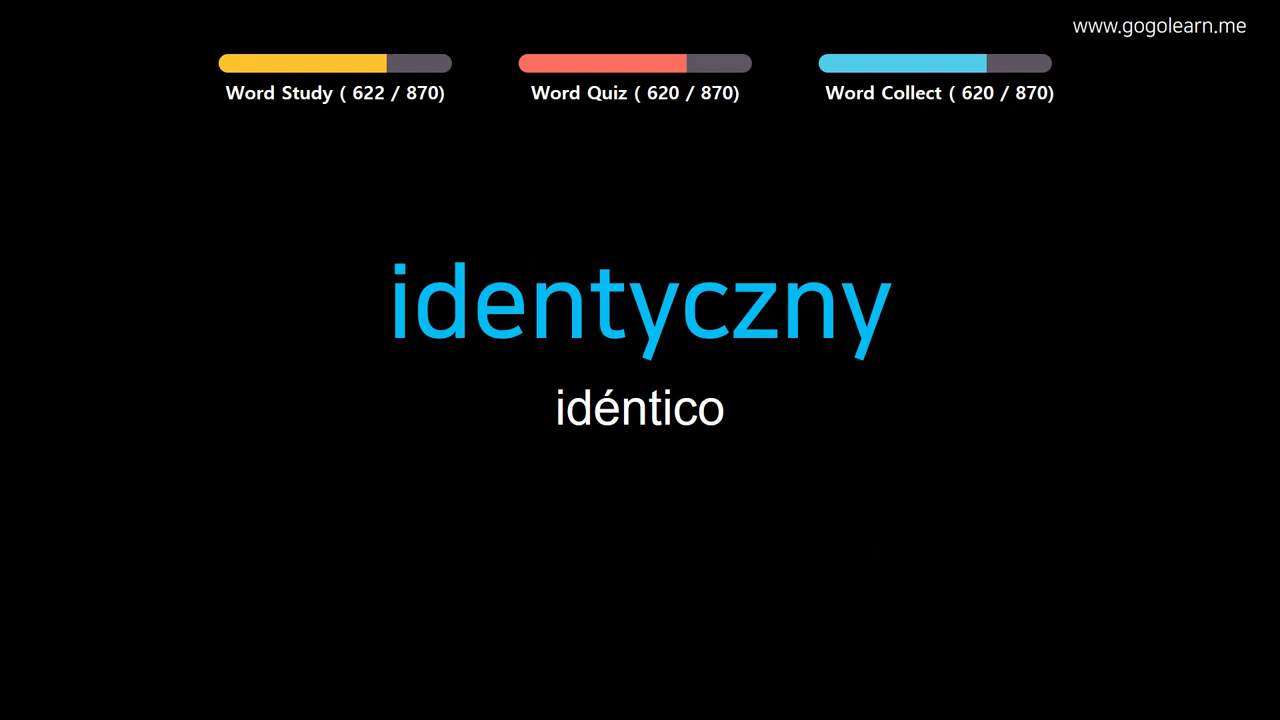 www.gogolearn.me
Word Study ( 622 / 870)
Word Quiz ( 620 / 870)
Word Collect ( 620 / 870)
identyczny
idéntico